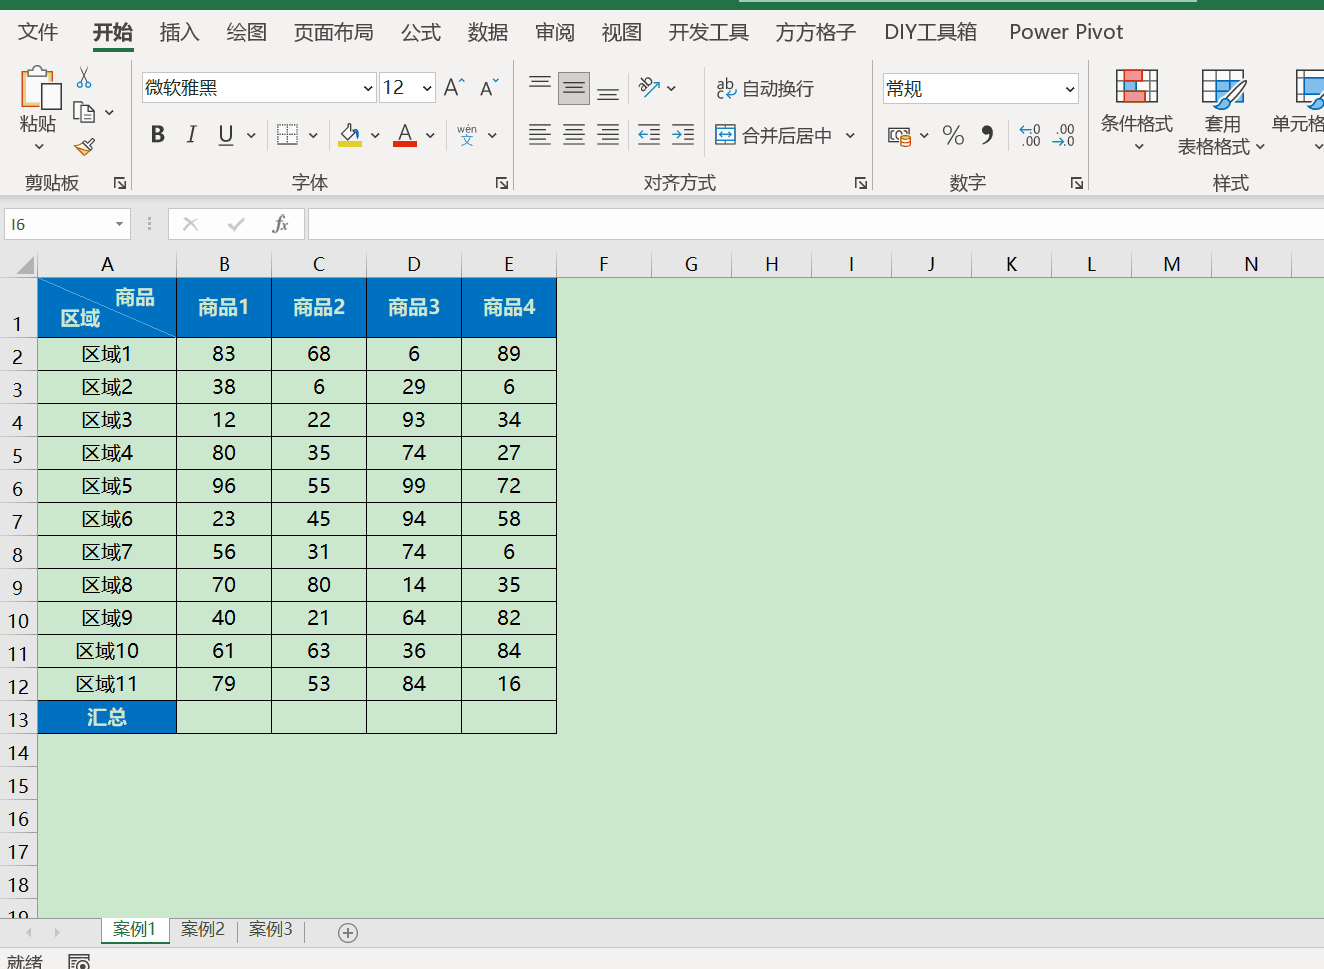 文件 开始 插入 绘图 页面布局 公式 数据 审阅 视图 开发工具 方方格子 DIY工具箱 Power Pivot
微软雅黑 12 A A 自动换行 常规
粘贴 B I U A wén 文 合并后居中 % .00 .00 条件格式 套用 表格格式 单元格
剪贴板 字体 对齐方式 数字 样式
I6 fx
A B C D E F G H I J K L M N
1 商品 区域 商品1 商品2 商品3 商品4
2 区域1 83 68 6 89
3 区域2 38 6 29 6
4 区域3 12 22 93 34
5 区域4 80 35 74 27
6 区域5 96 55 99 72
7 区域6 23 45 94 58
8 区域7 56 31 74 6
9 区域8 70 80 14 35
10 区域9 40 21 64 82
11 区域10 61 63 36 84
12 区域11 79 53 84 16
13 汇总
14
15
16
17
18
19
案例1 案例2 案例3
就绪